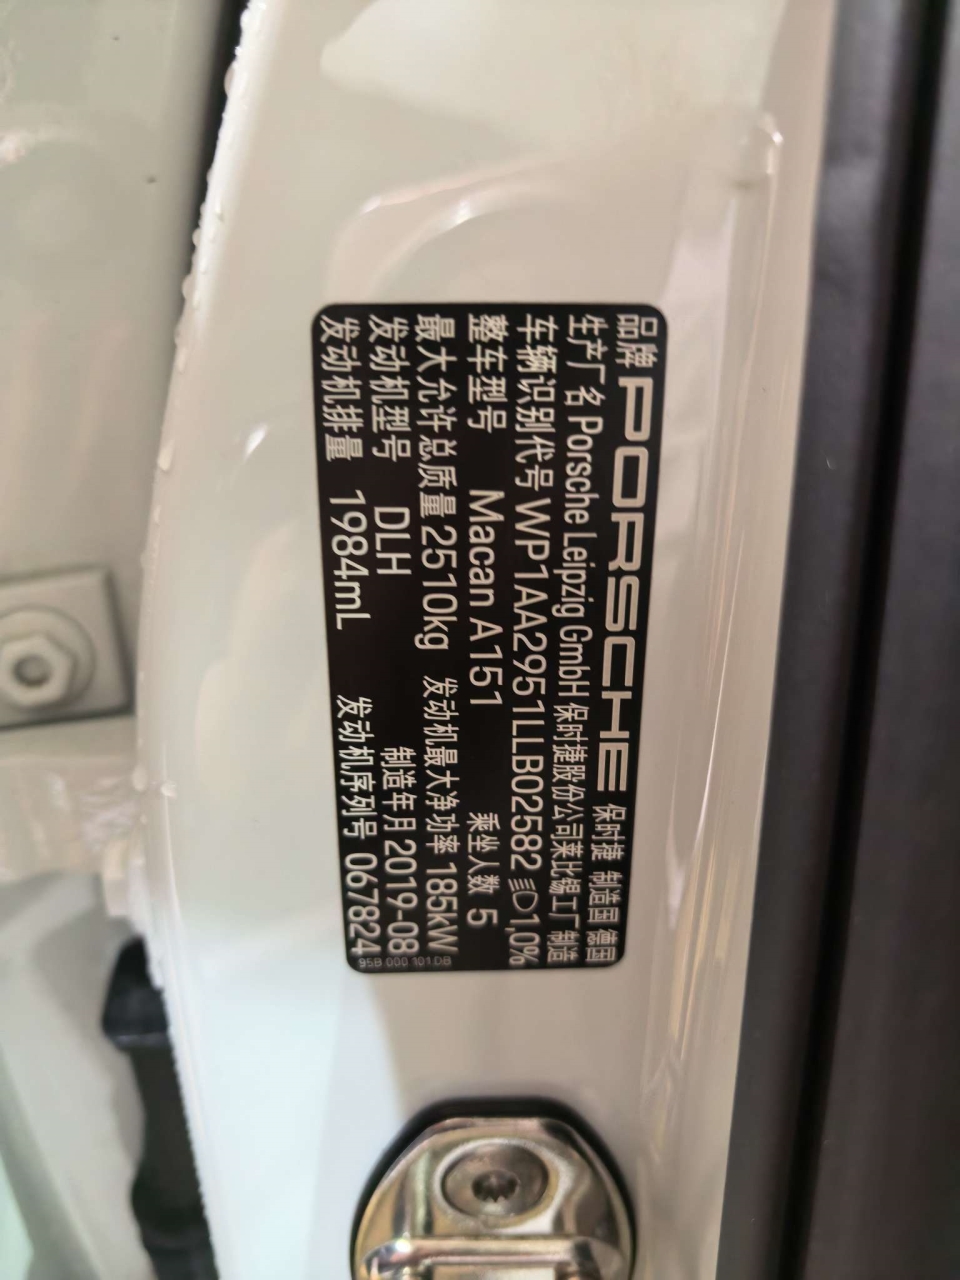 品牌 PORSCHE 保时捷 制造国 德国
生产厂名 Porsche Leipzig GmbH 保时捷股份公司莱比锡工厂制造
车辆识别代号 WP1AA2951LLB02582 1,0%
整车型号 Macan A151 乘坐人数 5
最大允许总质量 2510kg 发动机最大净功率 185kW
发动机型号 DLH 制造年月 2019-08
发动机排量 1984mL 发动机序列号 067824
95B 000 101 DB